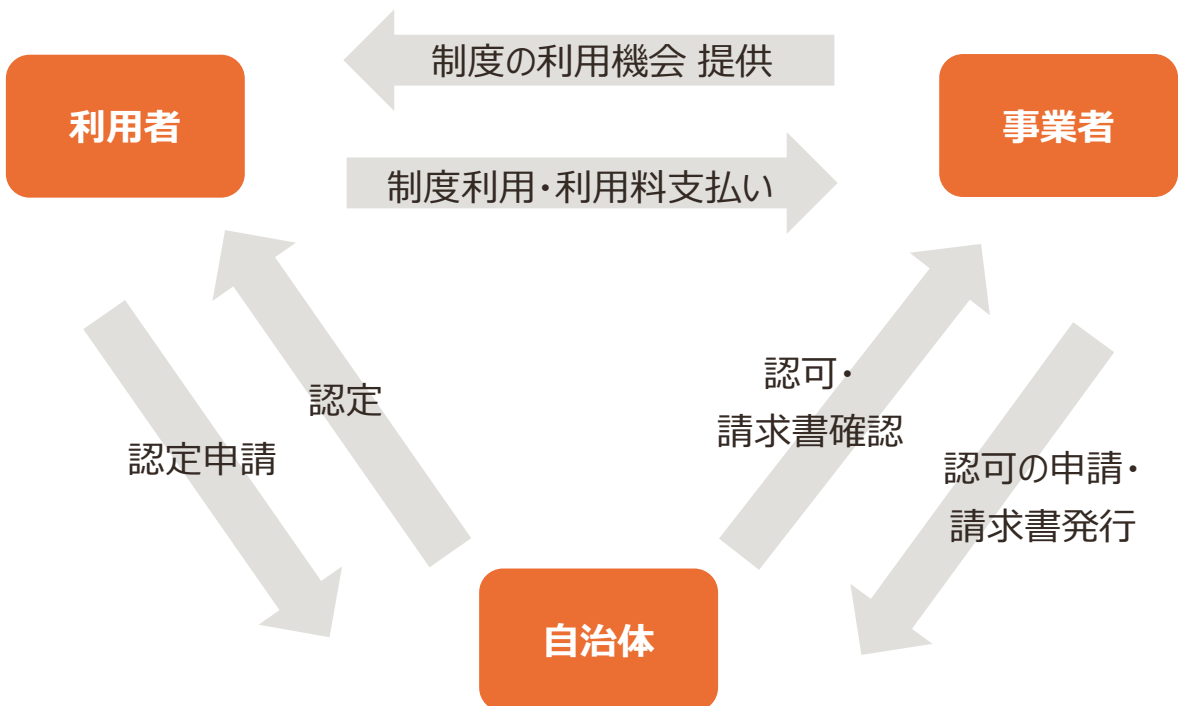 制度の利用機会 提供
利用者
事業者
制度利用・利用料支払い
認定
認定申請
認可・
請求書確認
認可の申請・
請求書発行
自治体